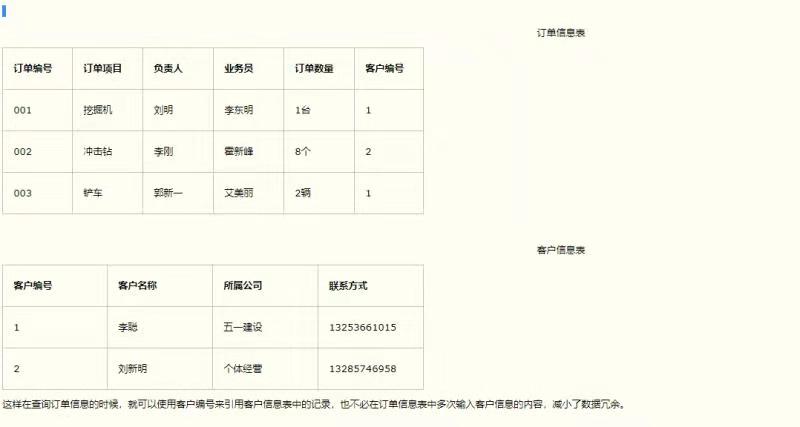 订单信息表
订单编号 订单项目 负责人 业务员 订单数量 客户编号
001 挖掘机 刘明 李东明 1台 1
002 冲击钻 李刚 霍新峰 8个 2
003 铲车 郭新一 艾美丽 2辆 1
客户信息表
客户编号 客户名称 所属公司 联系方式
1 李聪 五一建设 13253661015
2 刘新明 个体经营 13285746958
这样在查询订单信息的时候，就可以使用客户编号来引用客户信息表中的记录，也不必在订单信息表中多次输入客户信息的内容，减小了数据冗余。